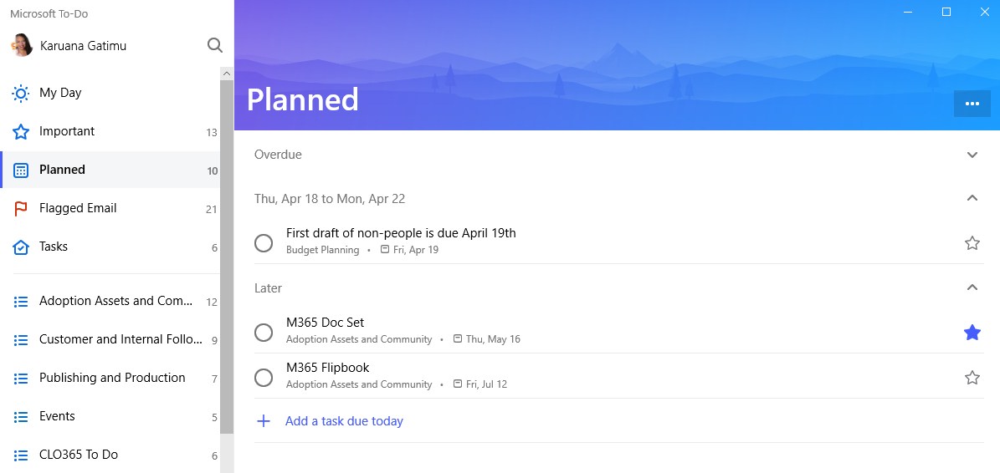 Microsoft To-Do
Karuana Gatimu
My Day
Important 13
Planned 10
Flagged Email 21
Tasks 6
Adoption Assets and Com... 12
Customer and Internal Follo... 9
Publishing and Production 7
Events 5
CLO365 To Do 6
Planned
Overdue
Thu, Apr 18 to Mon, Apr 22
First draft of non-people is due April 19th
Budget Planning • Fri, Apr 19
Later
M365 Doc Set
Adoption Assets and Community • Thu, May 16
M365 Flipbook
Adoption Assets and Community • Fri, Jul 12
Add a task due today